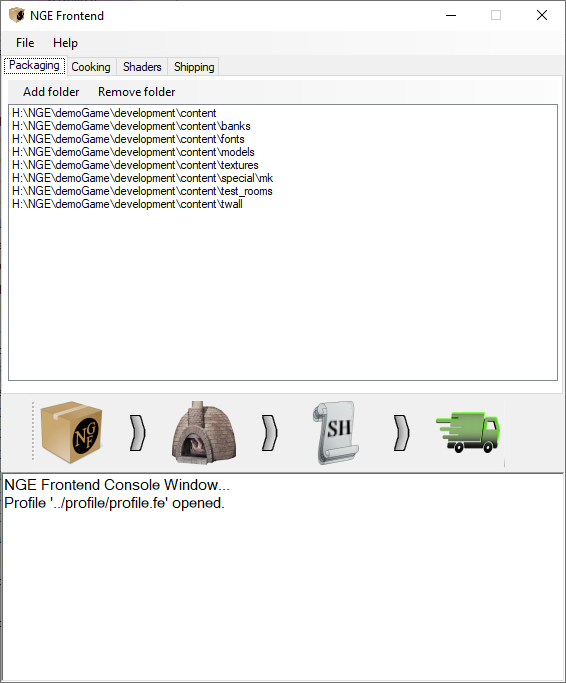 NGE Frontend
File Help
Packaging Cooking Shaders Shipping
Add folder Remove folder
H:\NGE\demoGame\development\content
H:\NGE\demoGame\development\content\banks
H:\NGE\demoGame\development\content\fonts
H:\NGE\demoGame\development\content\models
H:\NGE\demoGame\development\content\textures
H:\NGE\demoGame\development\content\special\mk
H:\NGE\demoGame\development\content\test_rooms
H:\NGE\demoGame\development\content\twall
NGF
SH
NGE Frontend Console Window...
Profile '../profile/profile.fe' opened.